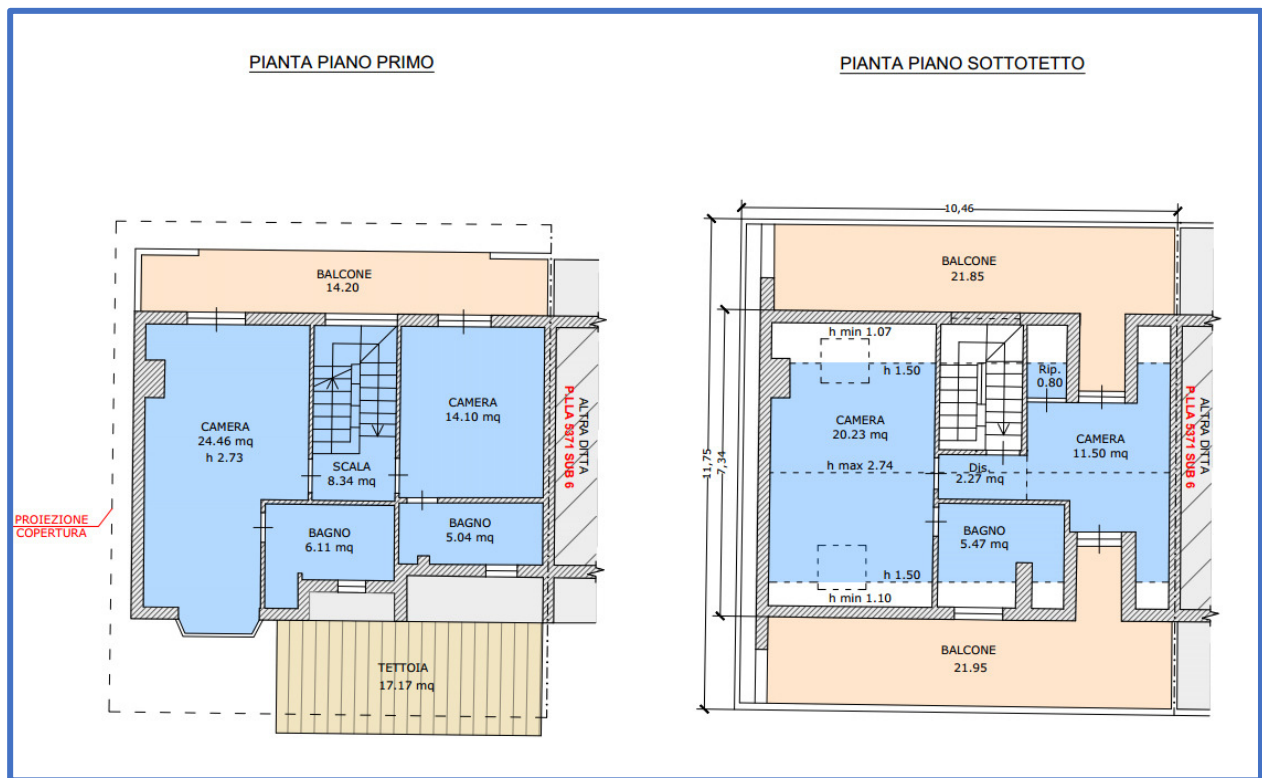 PIANTA PIANO PRIMO
BALCONE
14.20
CAMERA
24.46 mq
h 2.73
CAMERA
14.10 mq
SCALA
8.34 mq
BAGNO
6.11 mq
BAGNO
5.04 mq
PROIEZIONE
COPERTURA
TETTOIA
17.17 mq
P.LLA 5371 SUB 6
ALTRA DITTA
PIANTA PIANO SOTTOTETTO
10,46
11,75
7,34
BALCONE
21.85
h min 1.07
h 1.50
Rip.
0.80
CAMERA
20.23 mq
CAMERA
11.50 mq
h max 2.74
Dis.
2.27 mq
BAGNO
5.47 mq
h 1.50
h min 1.10
BALCONE
21.95
P.LLA 5371 SUB 6
ALTRA DITTA